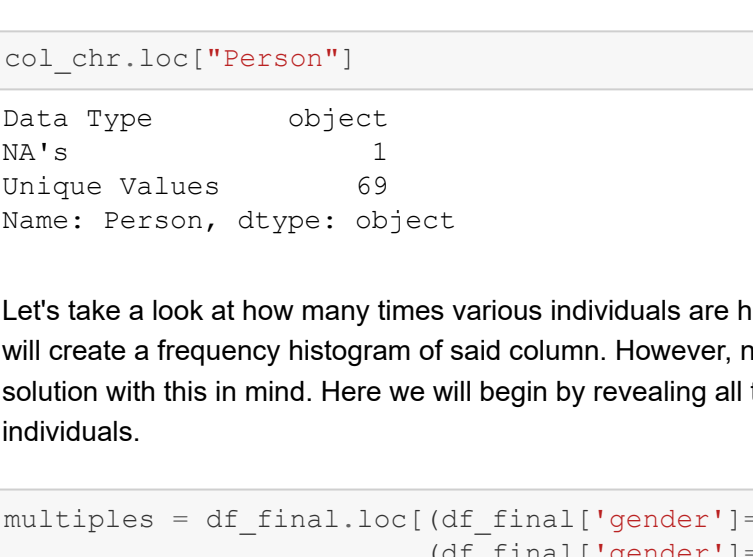 col_chr.loc["Person"]
Data Type object
NA's 1
Unique Values 69
Name: Person, dtype: object
Let's take a look at how many times various individuals are
will create a frequency histogram of said column. However,
solution with this in mind. Here we will begin by revealing all
individuals.
multiples = df_final.loc[(df_final['gender']=
(df_final['gender']=